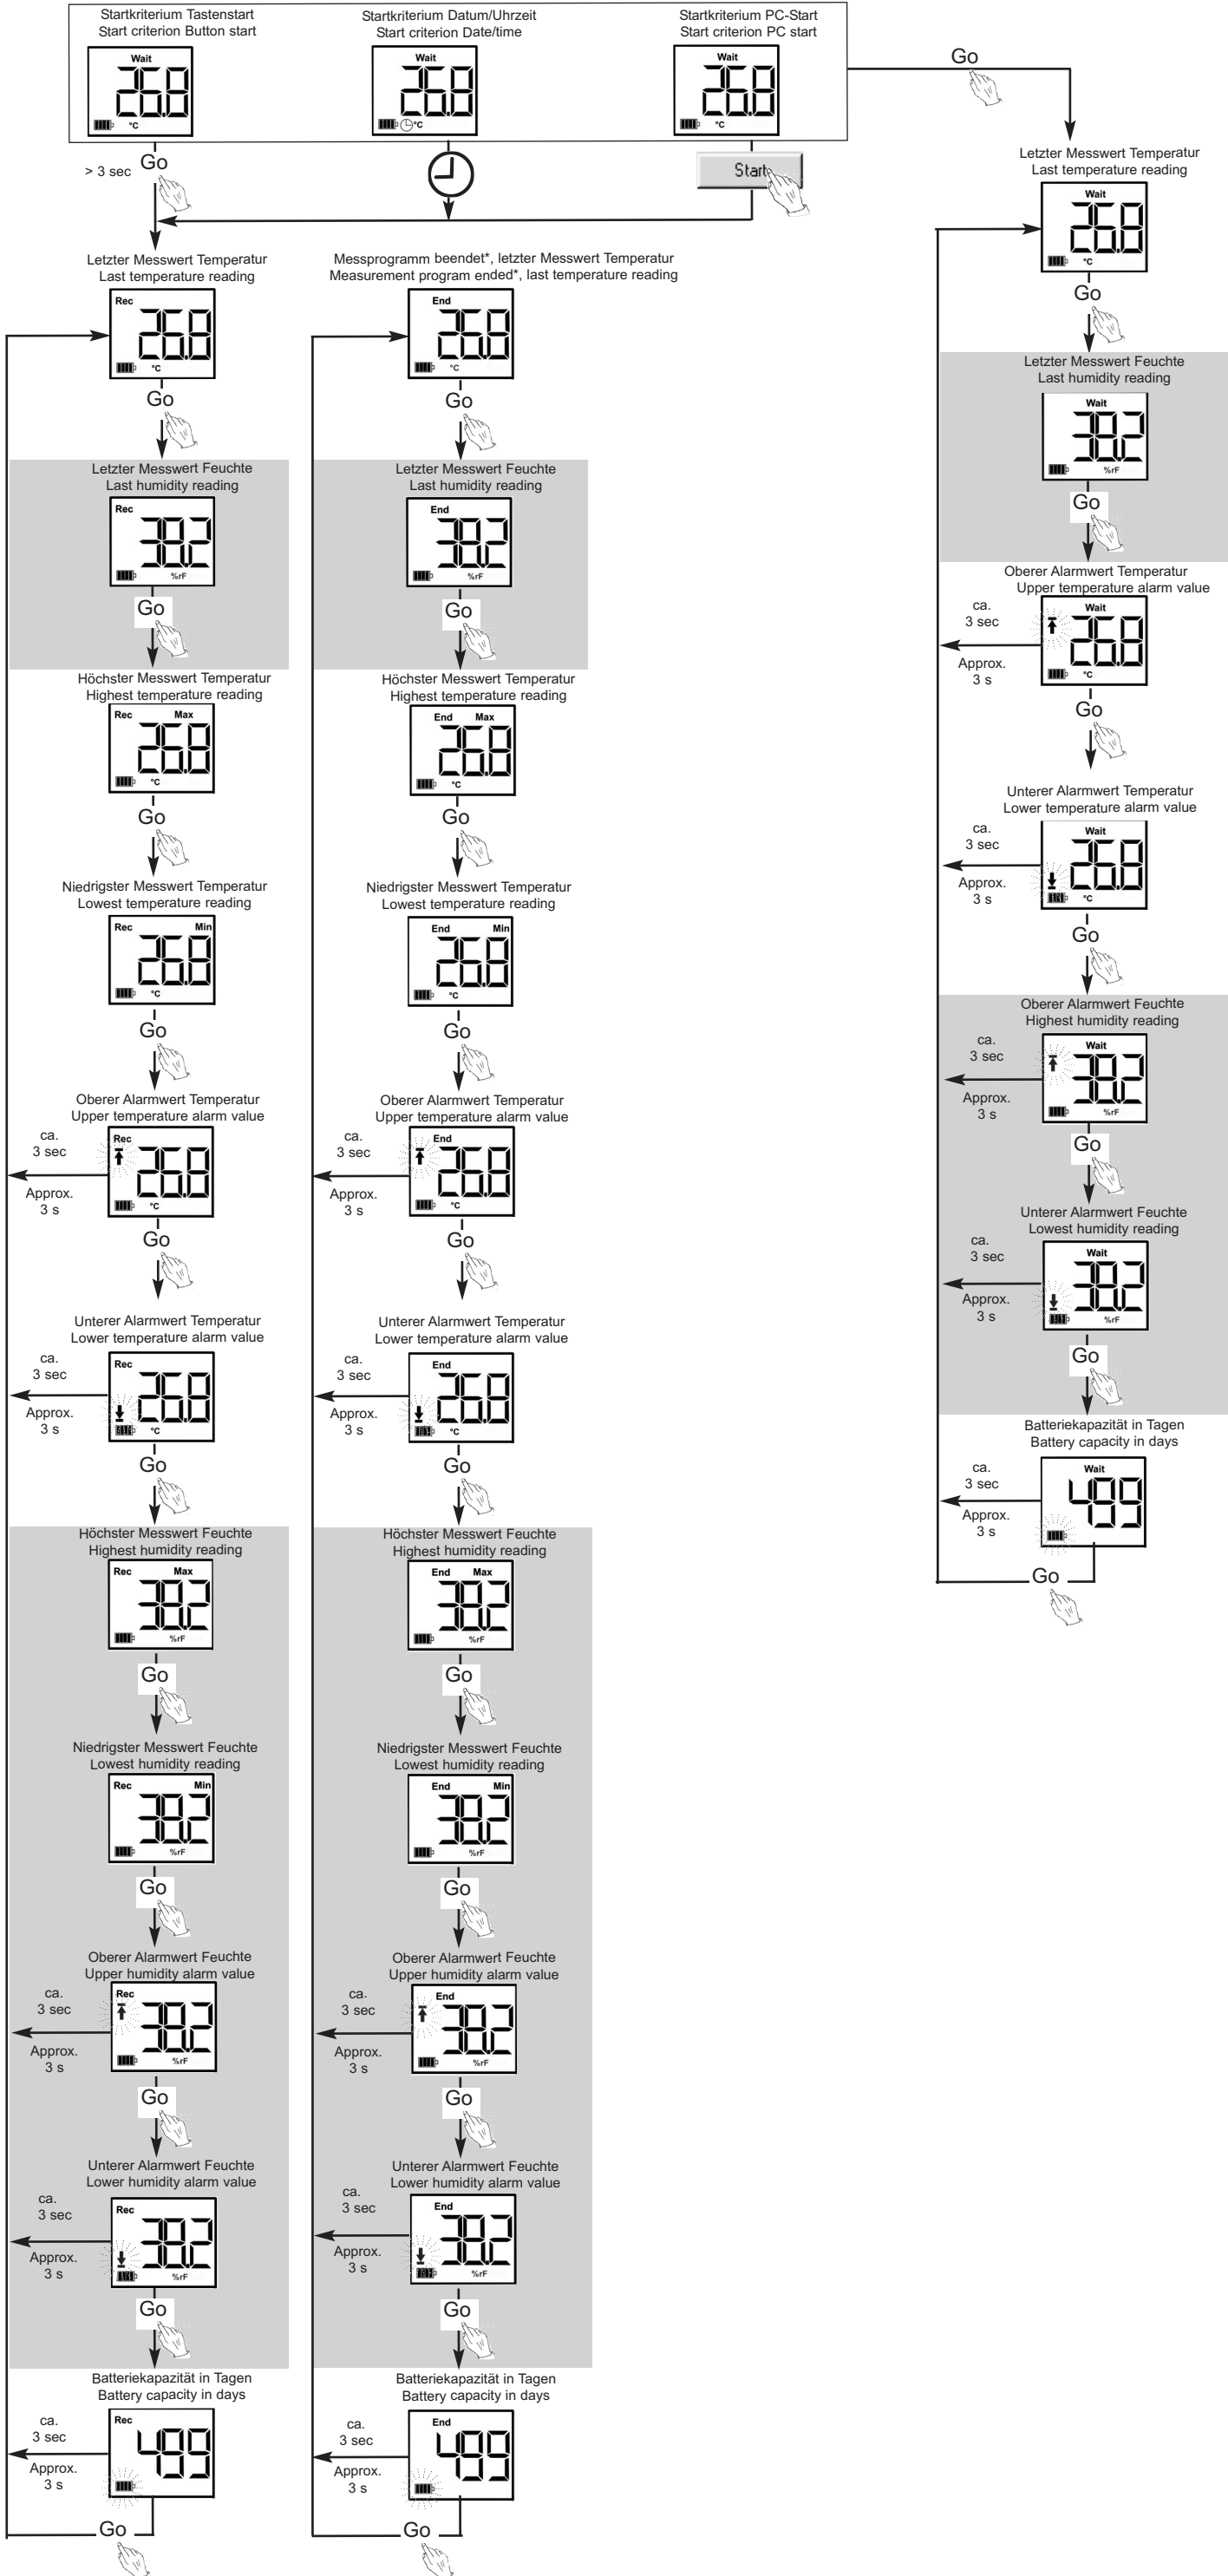 Startkriterium Tastenstart
Start criterion Button start
Wait
26.8
°C
Startkriterium Datum/Uhrzeit
Start criterion Date/time
Wait
26.8
°C
Startkriterium PC-Start
Start criterion PC start
Wait
26.8
°C
> 3 sec
Go
Start
Letzter Messwert Temperatur
Last temperature reading
Rec
26.8
°C
Go
Letzter Messwert Feuchte
Last humidity reading
Rec
38.2
%rF
Go
Höchster Messwert Temperatur
Highest temperature reading
Rec Max
26.8
°C
Go
Niedrigster Messwert Temperatur
Lowest temperature reading
Rec Min
26.8
°C
Go
Oberer Alarmwert Temperatur
Upper temperature alarm value
ca.
3 sec
Approx.
3 s
Rec
26.8
°C
Go
Unterer Alarmwert Temperatur
Lower temperature alarm value
ca.
3 sec
Approx.
3 s
Rec
26.8
°C
Go
Höchster Messwert Feuchte
Highest humidity reading
Rec Max
38.2
%rF
Go
Niedrigster Messwert Feuchte
Lowest humidity reading
Rec Min
38.2
%rF
Go
Oberer Alarmwert Feuchte
Upper humidity alarm value
ca.
3 sec
Approx.
3 s
Rec
38.2
%rF
Go
Unterer Alarmwert Feuchte
Lower humidity alarm value
ca.
3 sec
Approx.
3 s
Rec
38.2
%rF
Go
Batteriekapazität in Tagen
Battery capacity in days
ca.
3 sec
Approx.
3 s
Rec
499
Go
Messprogramm beendet*, letzter Messwert Temperatur
Measurement program ended*, last temperature reading
End
26.8
°C
Go
Letzter Messwert Feuchte
Last humidity reading
End
38.2
%rF
Go
Höchster Messwert Temperatur
Highest temperature reading
End Max
26.8
°C
Go
Niedrigster Messwert Temperatur
Lowest temperature reading
End Min
26.8
°C
Go
Oberer Alarmwert Temperatur
Upper temperature alarm value
ca.
3 sec
Approx.
3 s
End
26.8
°C
Go
Unterer Alarmwert Temperatur
Lower temperature alarm value
ca.
3 sec
Approx.
3 s
End
26.8
°C
Go
Höchster Messwert Feuchte
Highest humidity reading
End Max
38.2
%rF
Go
Niedrigster Messwert Feuchte
Lowest humidity reading
End Min
38.2
%rF
Go
Oberer Alarmwert Feuchte
Upper humidity alarm value
ca.
3 sec
Approx.
3 s
End
38.2
%rF
Go
Unterer Alarmwert Feuchte
Lower humidity alarm value
ca.
3 sec
Approx.
3 s
End
38.2
%rF
Go
Batteriekapazität in Tagen
Battery capacity in days
ca.
3 sec
Approx.
3 s
End
499
Go
Go
Letzter Messwert Temperatur
Last temperature reading
Wait
26.8
°C
Go
Letzter Messwert Feuchte
Last humidity reading
Wait
38.2
%rF
Go
Oberer Alarmwert Temperatur
Upper temperature alarm value
ca.
3 sec
Approx.
3 s
Wait
26.8
°C
Go
Unterer Alarmwert Temperatur
Lower temperature alarm value
ca.
3 sec
Approx.
3 s
Wait
26.8
°C
Go
Oberer Alarmwert Feuchte
Highest humidity reading
ca.
3 sec
Approx.
3 s
Wait
38.2
%rF
Go
Unterer Alarmwert Feuchte
Lowest humidity reading
ca.
3 sec
Approx.
3 s
Wait
38.2
%rF
Go
Batteriekapazität in Tagen
Battery capacity in days
ca.
3 sec
Approx.
3 s
Wait
499
Go